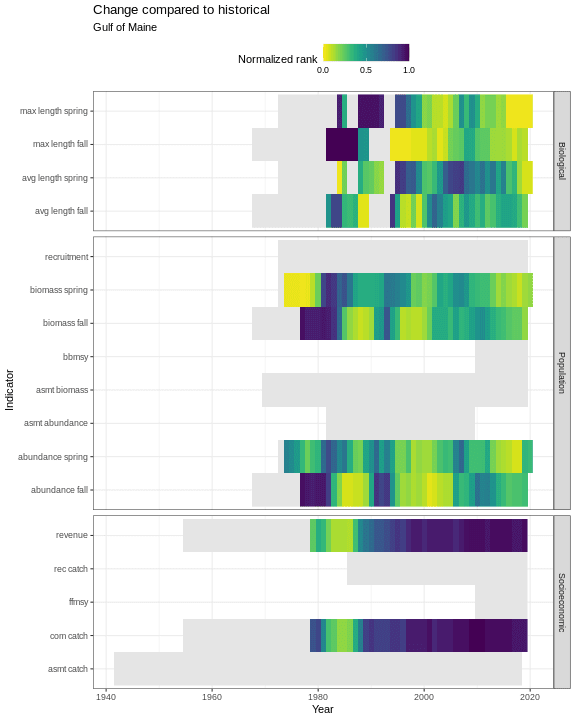 Change compared to historical
Gulf of Maine
Normalized rank
0.0 0.5 1.0
max length spring
max length fall
avg length spring
avg length fall
Biological
recruitment
biomass spring
biomass fall
bbmsy
asmt biomass
asmt abundance
abundance spring
abundance fall
Population
revenue
rec catch
ffmsy
com catch
asmt catch
Socioeconomic
Indicator
1940 1960 1980 2000 2020
Year